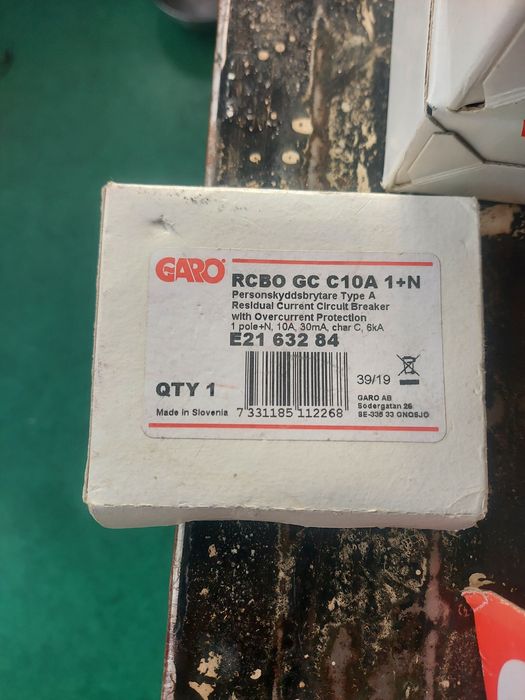 GARO
RCBO GC C10A 1+N
Personskyddsbrytare Type A
Residual Current Circuit Breaker
with Overcurrent Protection
1 pole+N, 10A, 30mA, char C, 6kA
E21 632 84
QTY 1
39/19
Made in Slovenia
7 331185 112268
GARO AB
Södergatan 26
SE-335 33 GNOSJÖ